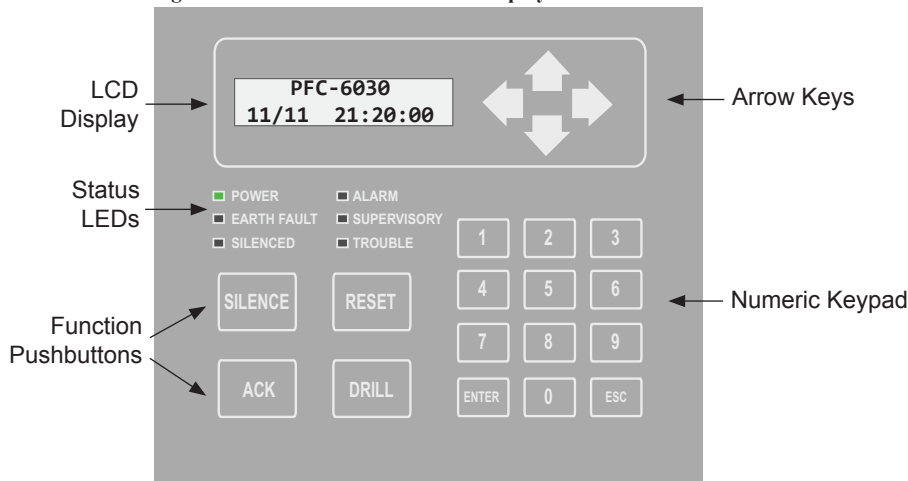 LCD
Display
PFC-6030
11/11 21:20:00
Arrow Keys
Status
LEDs
POWER
EARTH FAULT
SILENCED
ALARM
SUPERVISORY
TROUBLE
1 2 3
4 5 6
7 8 9
ENTER 0 ESC
Numeric Keypad
Function
Pushbuttons
SILENCE RESET
ACK DRILL